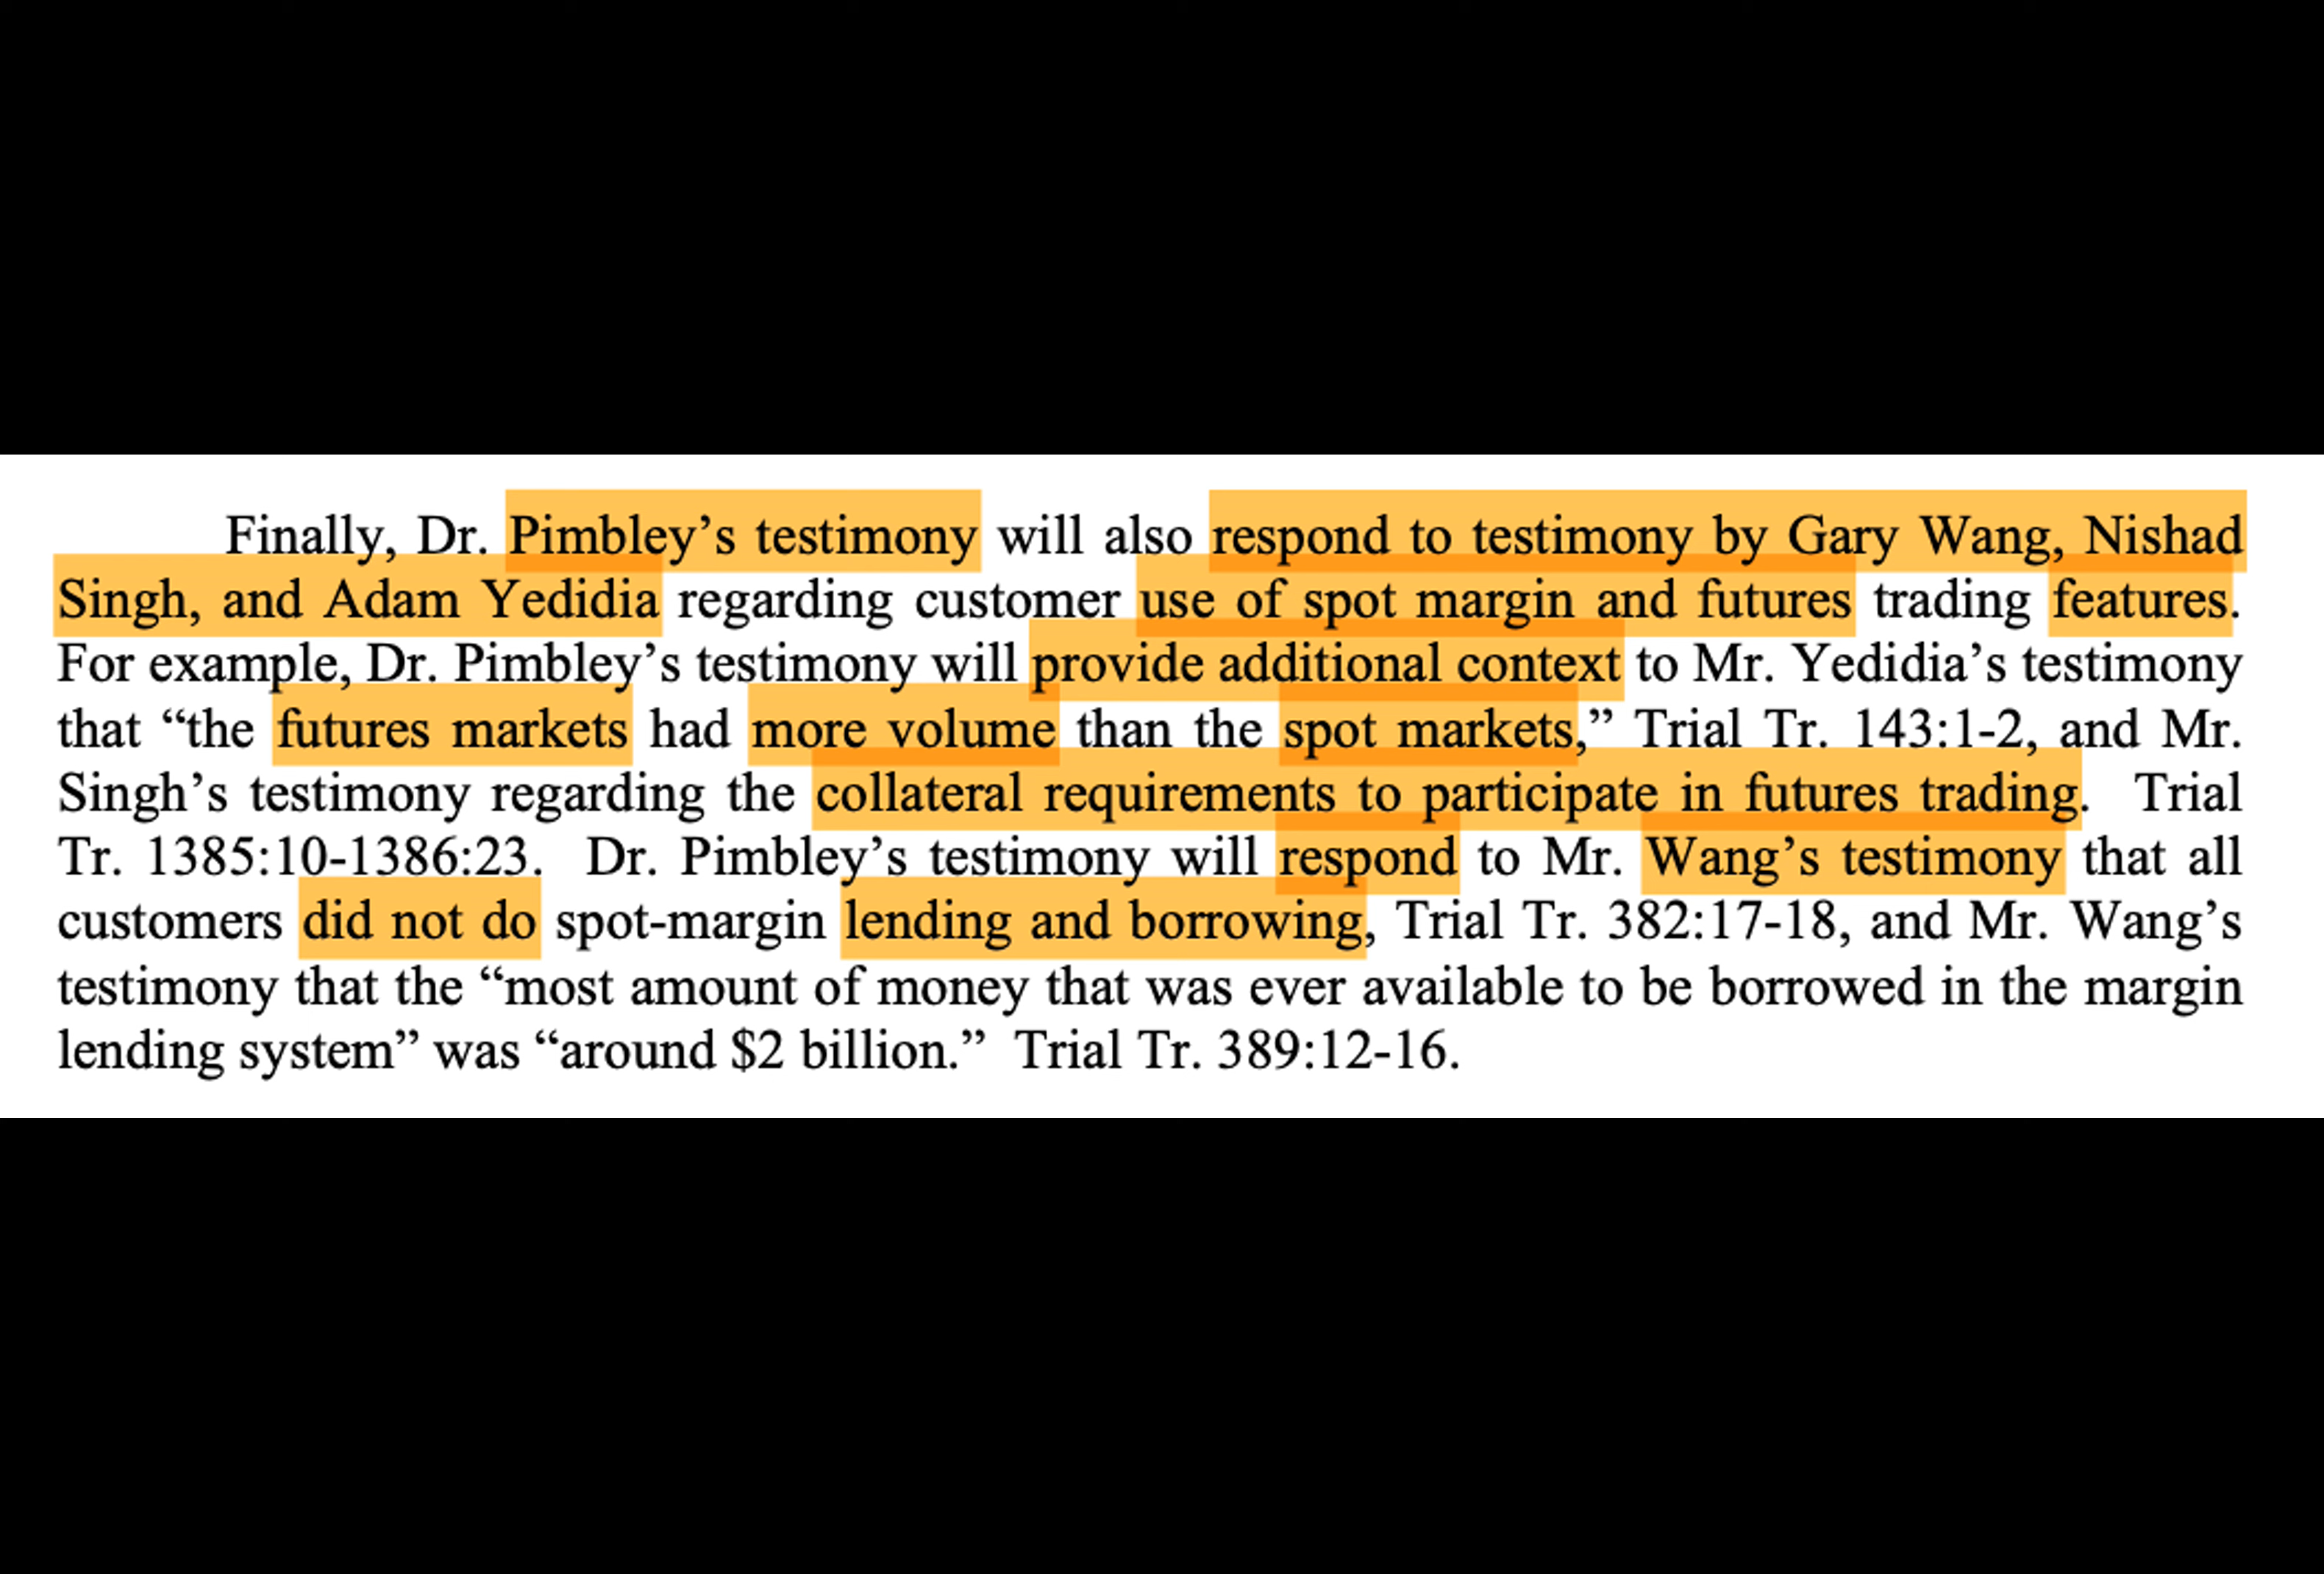 Finally, Dr. Pimbley’s testimony will also respond to testimony by Gary Wang, Nishad
Singh, and Adam Yedidia regarding customer use of spot margin and futures trading features.
For example, Dr. Pimbley’s testimony will provide additional context to Mr. Yedidia’s testimony
that “the futures markets had more volume than the spot markets,” Trial Tr. 143:1-2, and Mr.
Singh’s testimony regarding the collateral requirements to participate in futures trading. Trial
Tr. 1385:10-1386:23. Dr. Pimbley’s testimony will respond to Mr. Wang’s testimony that all
customers did not do spot-margin lending and borrowing, Trial Tr. 382:17-18, and Mr. Wang’s
testimony that the “most amount of money that was ever available to be borrowed in the margin
lending system” was “around $2 billion.” Trial Tr. 389:12-16.